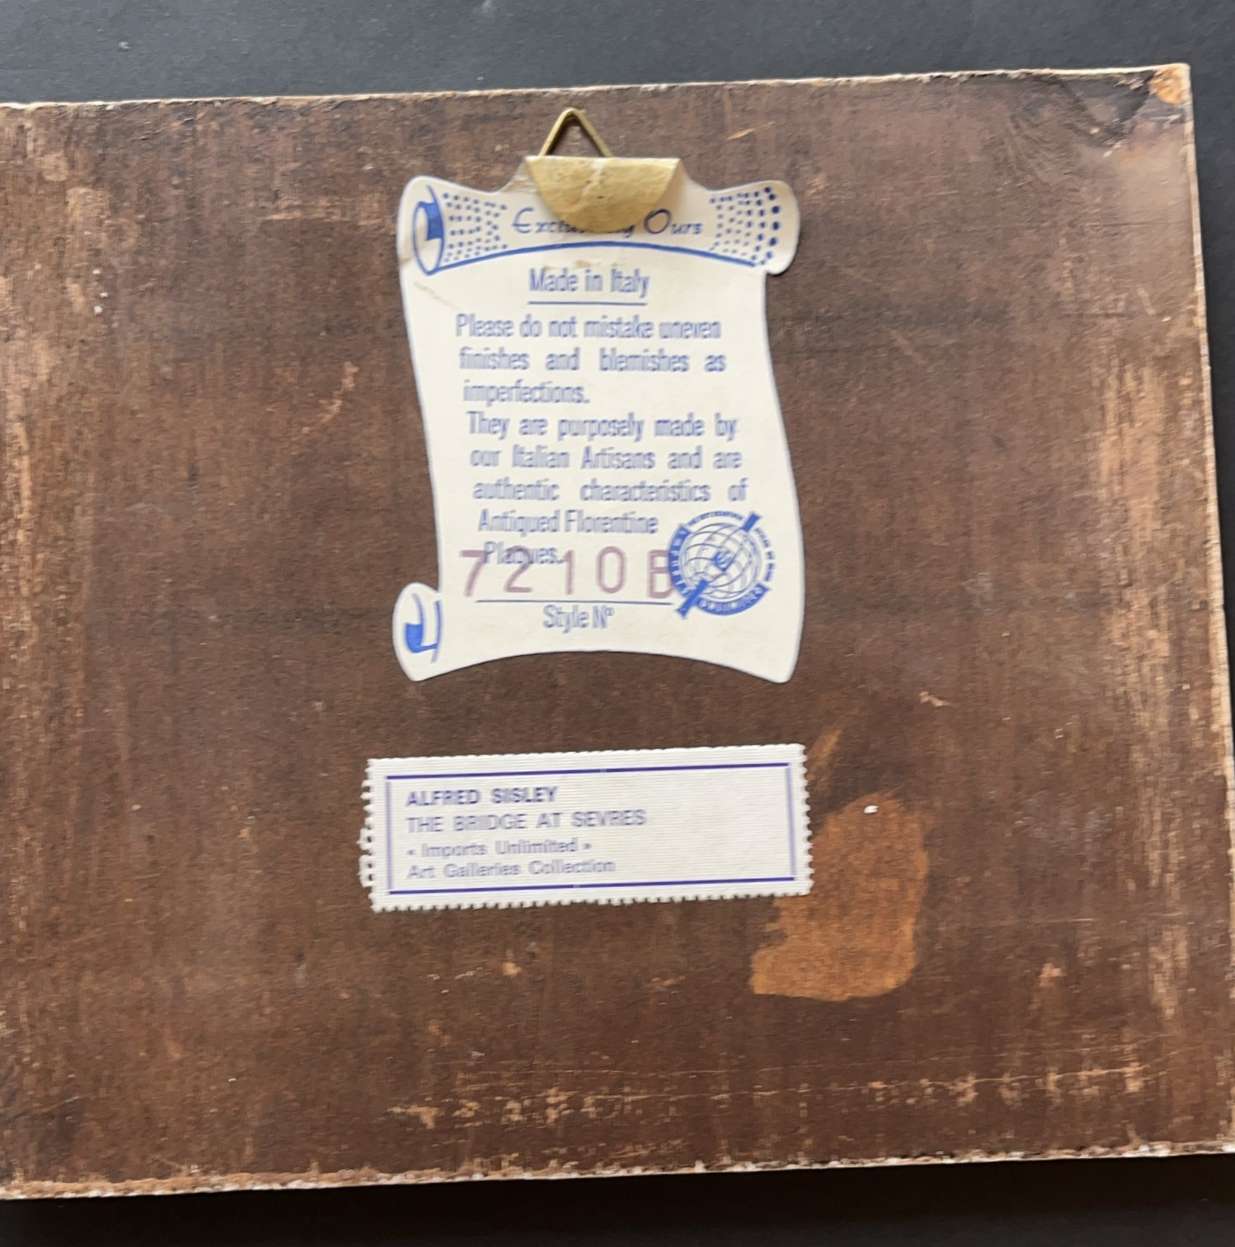 Ours
Made in Italy
Please do not mistake uneven
finishes and blemishes as
imperfections.
They are purposely made by
our Italian Artisans and are
authentic characteristics of
Antiqued Florentine
Plaques.
7210B
Style Nº
UNLIMITED
ALFRED SISLEY
THE BRIDGE AT SEVRES
« Imports Unlimited »
Art Galleries Collection